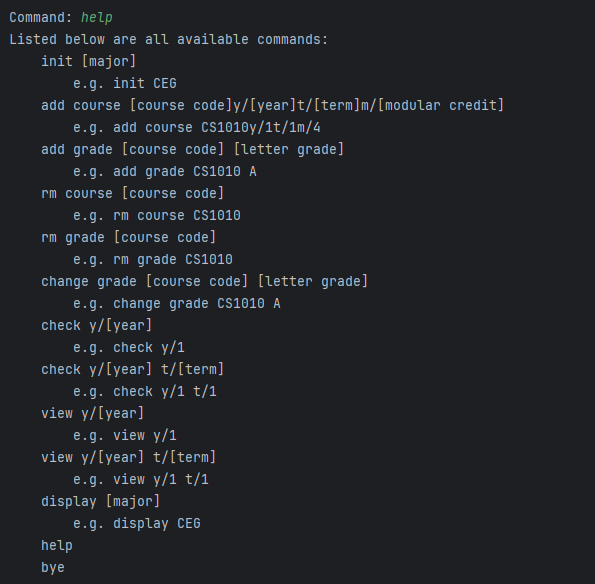 Command: help
Listed below are all available commands:
init [major]
e.g. init CEG
add course [course code]y/[year]t/[term]m/[modular credit]
e.g. add course CS1010y/1t/1m/4
add grade [course code] [letter grade]
e.g. add grade CS1010 A
rm course [course code]
e.g. rm course CS1010
rm grade [course code]
e.g. rm grade CS1010
change grade [course code] [letter grade]
e.g. change grade CS1010 A
check y/[year]
e.g. check y/1
check y/[year] t/[term]
e.g. check y/1 t/1
view y/[year]
e.g. view y/1
view y/[year] t/[term]
e.g. view y/1 t/1
display [major]
e.g. display CEG
help
bye